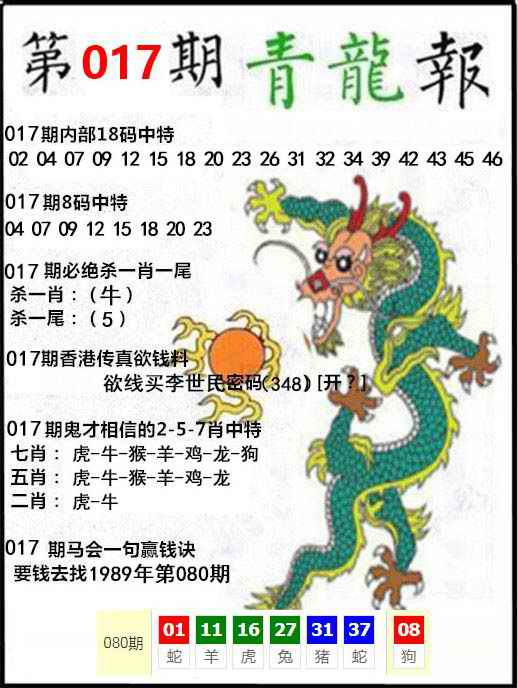 第017期青龍報
017期内部18码中特
02 04 07 09 12 15 18 20 23 26 31 32 34 39 42 43 45 46
017期8码中特
04 07 09 12 15 18 20 23
017 期必绝杀一肖一尾
杀一肖:(牛)
杀一尾:(5)
017期香港传真欲钱料
欲线买李世民密码(348)[开?]
017期鬼才相信的2-5-7肖中特
七肖:虎-牛-猴-羊-鸡-龙-狗
五肖:虎-牛-猴-羊-鸡-龙
二肖:虎-牛
017 期马会一句赢钱诀
要钱去找1989年第080期
080期 01 11 16 27 31 37 08
蛇 羊 虎 兔 猪 蛇 狗